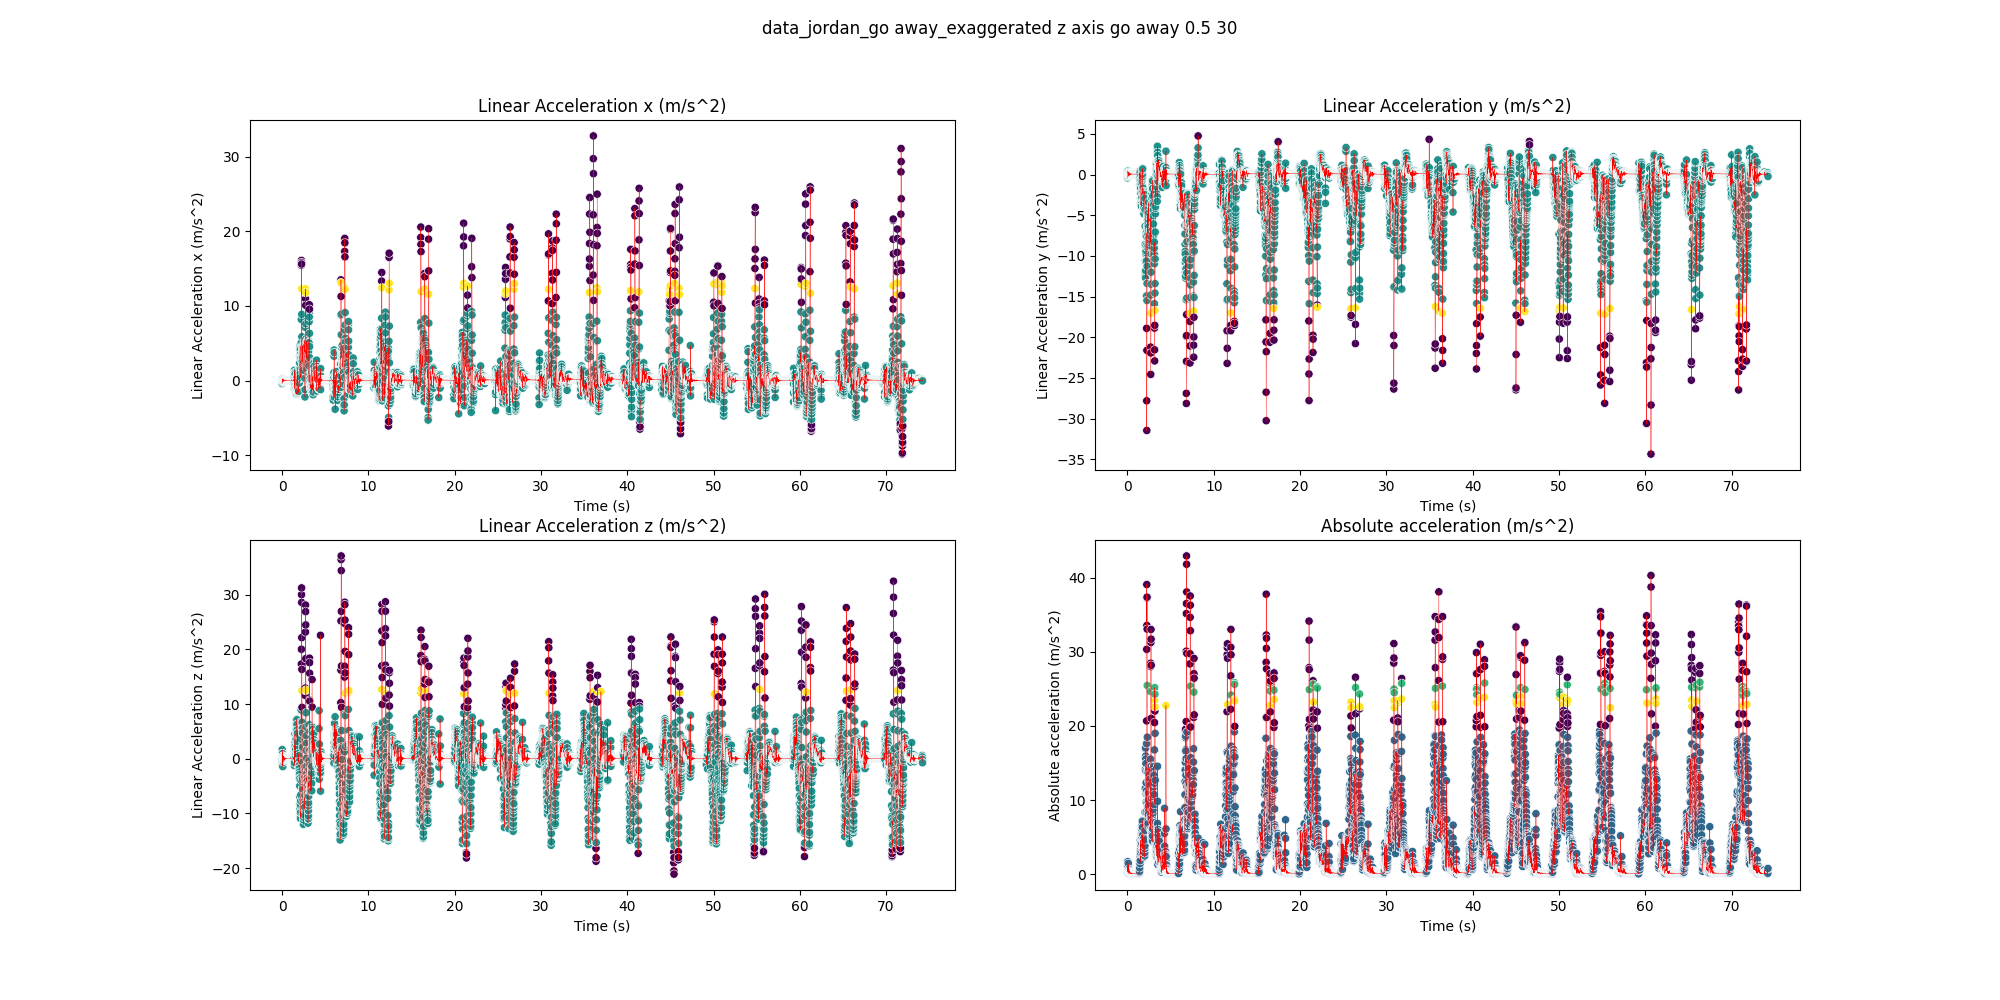 data_jordan_go away_exaggerated z axis go away 0.5 30
Linear Acceleration x (m/s^2)
Linear Acceleration x (m/s^2)
30
20
10
0
−10
0 10 20 30 40 50 60 70
Time (s)
Linear Acceleration y (m/s^2)
Linear Acceleration y (m/s^2)
5
0
−5
−10
−15
−20
−25
−30
−35
0 10 20 30 40 50 60 70
Time (s)
Linear Acceleration z (m/s^2)
Linear Acceleration z (m/s^2)
30
20
10
0
−10
−20
0 10 20 30 40 50 60 70
Time (s)
Absolute acceleration (m/s^2)
Absolute acceleration (m/s^2)
40
30
20
10
0
0 10 20 30 40 50 60 70
Time (s)